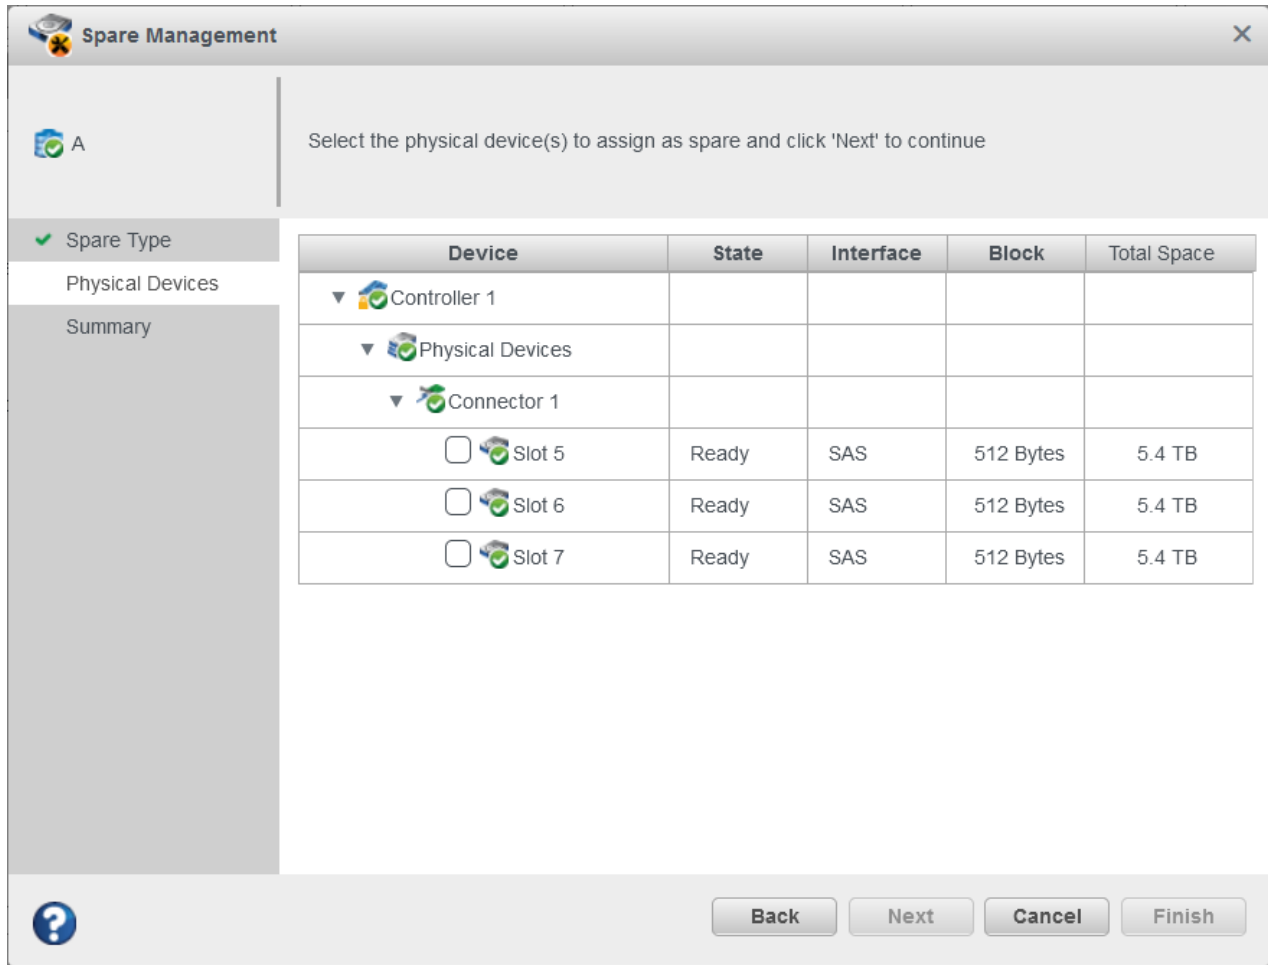 Spare Management
A
Select the physical device(s) to assign as spare and click 'Next' to continue
Spare Type
Physical Devices
Summary
Device State Interface Block Total Space
Controller 1
Physical Devices
Connector 1
Slot 5 Ready SAS 512 Bytes 5.4 TB
Slot 6 Ready SAS 512 Bytes 5.4 TB
Slot 7 Ready SAS 512 Bytes 5.4 TB
? Back Next Cancel Finish